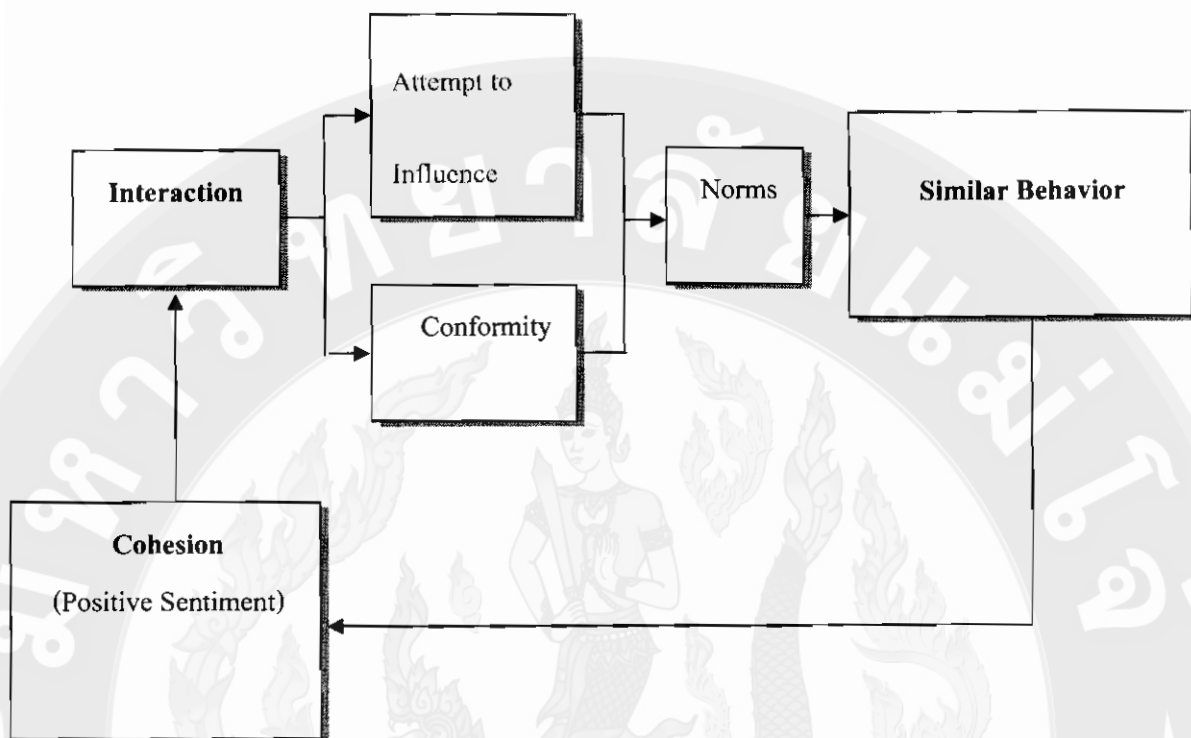 Attempt to
Influence
Interaction
Norms
Similar Behavior
Conformity
Cohesion
(Positive Sentiment)